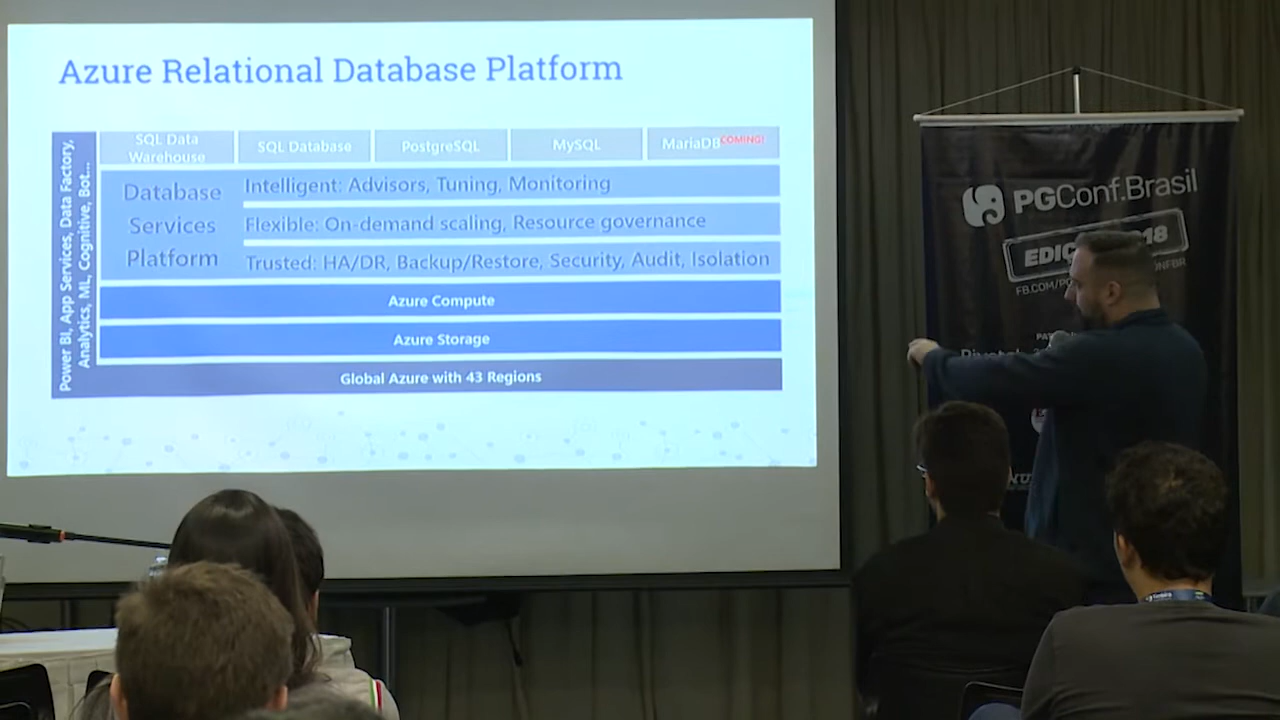 Azure Relational Database Platform
Power BI, App Services, Data Factory,
Analytics, ML, Cognitive, Bot...
SQL Data
Warehouse
SQL Database
PostgreSQL
MySQL
MariaDB COMING!
Database
Services
Platform
Intelligent: Advisors, Tuning, Monitoring
Flexible: On-demand scaling, Resource governance
Trusted: HA/DR, Backup/Restore, Security, Audit, Isolation
Azure Compute
Azure Storage
Global Azure with 43 Regions
PGConf.Brasil
18